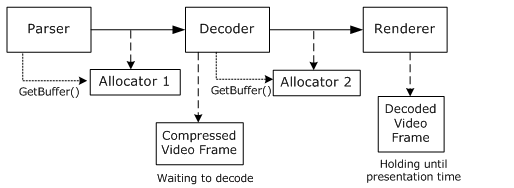 Parser
Decoder
Renderer
GetBuffer()
Allocator 1
GetBuffer()
Allocator 2
Compressed
Video Frame
Waiting to decode
Decoded
Video
Frame
Holding until
presentation time